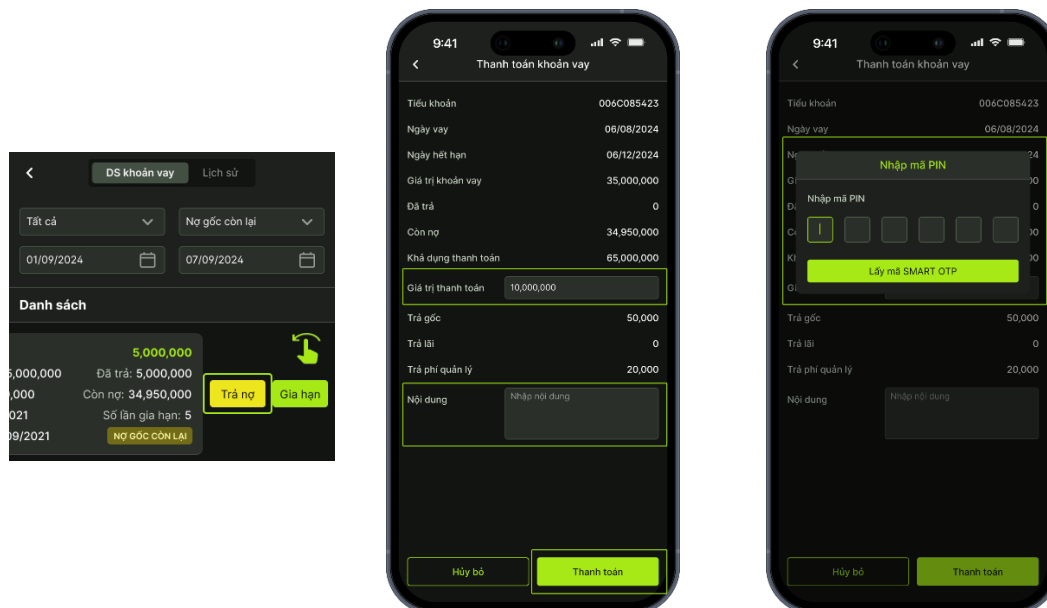 DS khoản vay Lịch sử
Tất cả Nợ gốc còn lại
01/09/2024 07/09/2024
Danh sách
5,000,000
5,000,000 Đã trả: 5,000,000
,000 Còn nợ: 34,950,000
021 Số lần gia hạn: 5
09/2021 NỢ GỐC CÒN LẠI
Trả nợ Gia hạn
9:41
Thanh toán khoản vay
Tiểu khoản 006C085423
Ngày vay 06/08/2024
Ngày hết hạn 06/12/2024
Giá trị khoản vay 35,000,000
Đã trả 0
Còn nợ 34,950,000
Khả dụng thanh toán 65,000,000
Giá trị thanh toán 10,000,000
Trả gốc 50,000
Trả lãi 0
Trả phí quản lý 20,000
Nội dung Nhập nội dung
Hủy bỏ Thanh toán
9:41
Thanh toán khoản vay
Tiểu khoản 006C085423
Ngày vay 06/08/2024
Nhập mã PIN
Nhập mã PIN
Lấy mã SMART OTP
Trả gốc 50,000
Trả lãi 0
Trả phí quản lý 20,000
Nội dung Nhập nội dung
Hủy bỏ Thanh toán